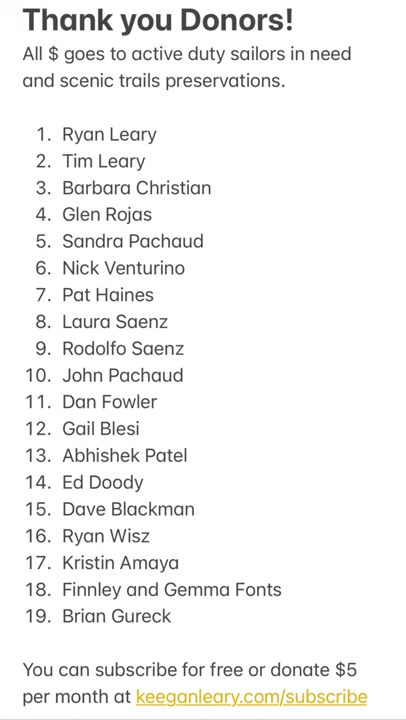 Thank you Donors!
All $ goes to active duty sailors in need
and scenic trails preservations.
1. Ryan Leary
2. Tim Leary
3. Barbara Christian
4. Glen Rojas
5. Sandra Pachaud
6. Nick Venturino
7. Pat Haines
8. Laura Saenz
9. Rodolfo Saenz
10. John Pachaud
11. Dan Fowler
12. Gail Blesi
13. Abhishek Patel
14. Ed Doody
15. Dave Blackman
16. Ryan Wisz
17. Kristin Amaya
18. Finnley and Gemma Fonts
19. Brian Gureck
You can subscribe for free or donate $5
per month at keeganleary.com/subscribe